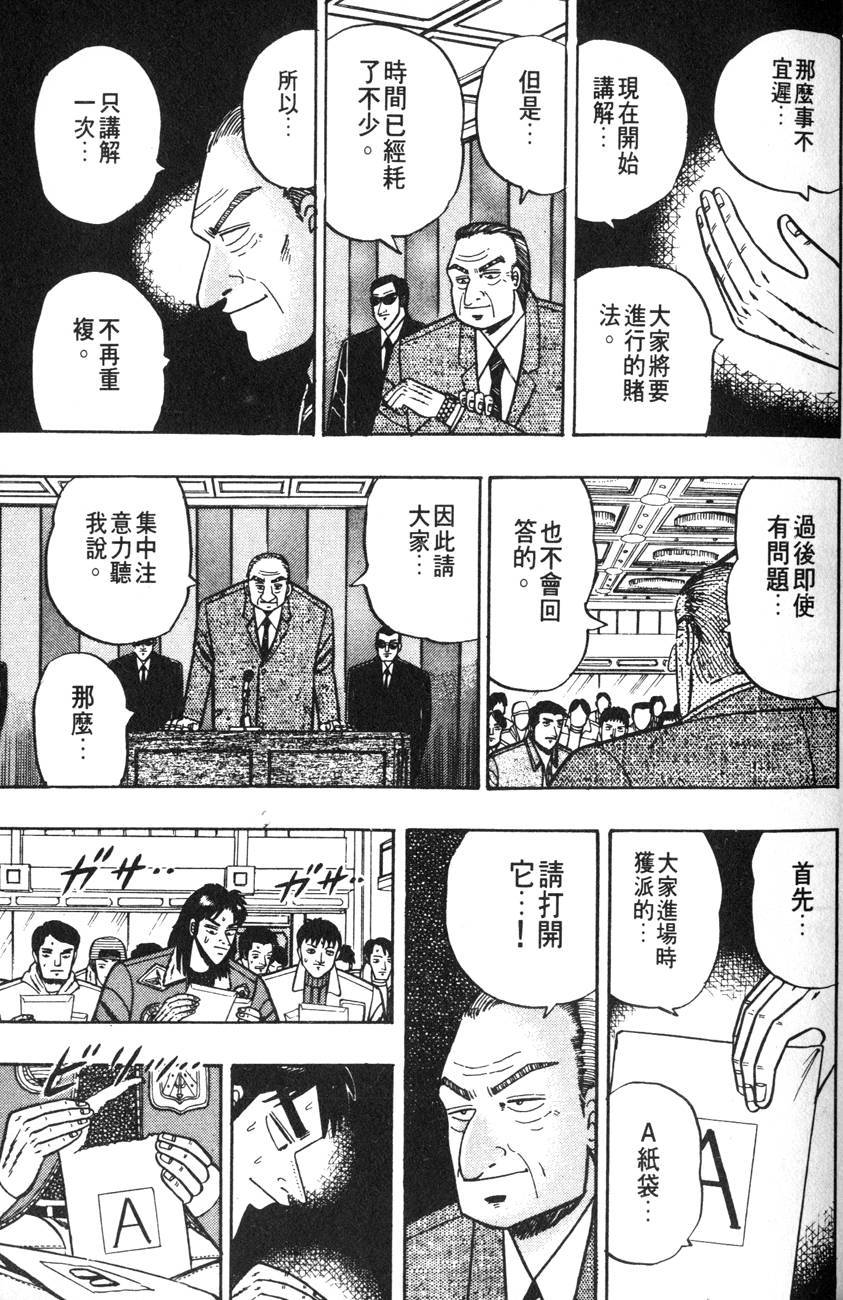 那麼事不
宜遲…
現在開始
講解…
大家將要
進行的賭
法。
但是…
時間已經耗
了不少。
所以…
只講解
一次…
不再重
複。
過後即使
有問題…
也不會回
答的。
因此請
大家…
集中注
意力聽
我說。
那麼…
首先…
大家進場時
獲派的…
A紙袋…
A
請打開
它…！
ガサ‥
ガサ‥
ビリ‥
A
B